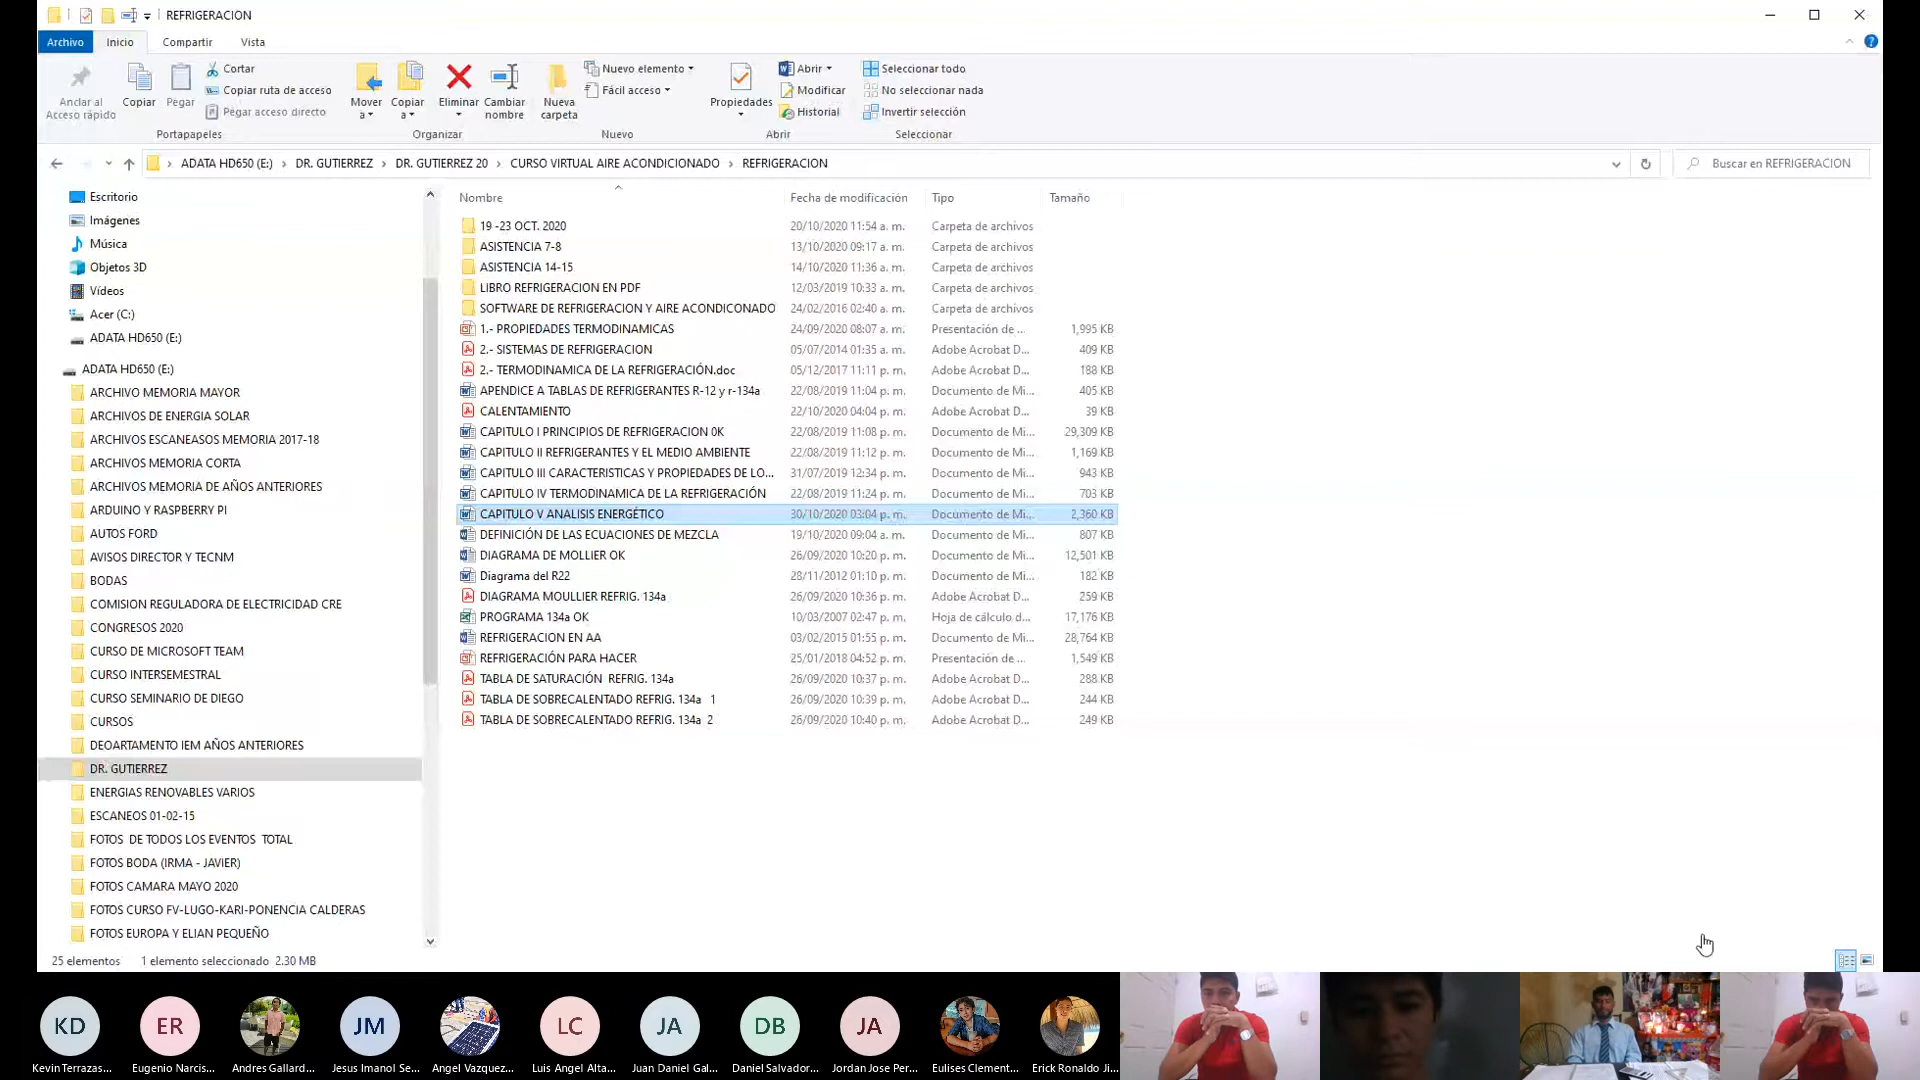 REFRIGERACION
Archivo Inicio Compartir Vista
Anclar al Acceso rápido
Copiar
Pegar
Cortar
Copiar ruta de acceso
Pegar acceso directo
Portapapeles
Mover a
Copiar a
Eliminar
Cambiar nombre
Organizar
Nueva carpeta
Nuevo elemento
Fácil acceso
Nuevo
Propiedades
Abrir
Modificar
Historial
Abrir
Seleccionar todo
No seleccionar nada
Invertir selección
Seleccionar
ADATA HD650 (E:) › DR. GUTIERREZ › DR. GUTIERREZ 20 › CURSO VIRTUAL AIRE ACONDICIONADO › REFRIGERACION
Buscar en REFRIGERACION
Escritorio
Imágenes
Música
Objetos 3D
Vídeos
Acer (C:)
ADATA HD650 (E:)
ADATA HD650 (E:)
ARCHIVO MEMORIA MAYOR
ARCHIVOS DE ENERGIA SOLAR
ARCHIVOS ESCANEASOS MEMORIA 2017-18
ARCHIVOS MEMORIA CORTA
ARCHIVOS MEMORIA DE AÑOS ANTERIORES
ARDUINO Y RASPBERRY PI
AUTOS FORD
AVISOS DIRECTOR Y TECNM
BODAS
COMISION REGULADORA DE ELECTRICIDAD CRE
CONGRESOS 2020
CURSO DE MICROSOFT TEAM
CURSO INTERSEMESTRAL
CURSO SEMINARIO DE DIEGO
CURSOS
DEOARTAMENTO IEM AÑOS ANTERIORES
DR. GUTIERREZ
ENERGIAS RENOVABLES VARIOS
ESCANEOS 01-02-15
FOTOS DE TODOS LOS EVENTOS TOTAL
FOTOS BODA (IRMA - JAVIER)
FOTOS CAMARA MAYO 2020
FOTOS CURSO FV-LUGO-KARI-PONENCIA CALDERAS
FOTOS EUROPA Y ELIAN PEQUEÑO
Nombre Fecha de modificación Tipo Tamaño
19 -23 OCT. 2020 20/10/2020 11:54 a. m. Carpeta de archivos
ASISTENCIA 7-8 13/10/2020 09:17 a. m. Carpeta de archivos
ASISTENCIA 14-15 14/10/2020 11:36 a. m. Carpeta de archivos
LIBRO REFRIGERACION EN PDF 12/03/2019 10:33 a. m. Carpeta de archivos
SOFTWARE DE REFRIGERACION Y AIRE ACONDICONADO 24/02/2016 02:40 a. m. Carpeta de archivos
1.- PROPIEDADES TERMODINAMICAS 24/09/2020 08:07 a. m. Presentación de ... 1,995 KB
2.- SISTEMAS DE REFRIGERACION 05/07/2014 01:35 a. m. Adobe Acrobat D... 409 KB
2.- TERMODINAMICA DE LA REFRIGERACIÓN.doc 05/12/2017 11:11 p. m. Adobe Acrobat D... 188 KB
APENDICE A TABLAS DE REFRIGERANTES R-12 y r-134a 22/08/2019 11:04 p. m. Documento de Mi... 405 KB
CALENTAMIENTO 22/10/2020 04:04 p. m. Adobe Acrobat D... 39 KB
CAPITULO I PRINCIPIOS DE REFRIGERACION 0K 22/08/2019 11:08 p. m. Documento de Mi... 29,309 KB
CAPITULO II REFRIGERANTES Y EL MEDIO AMBIENTE 22/08/2019 11:12 p. m. Documento de Mi... 1,169 KB
CAPITULO III CARACTERISTICAS Y PROPIEDADES DE LO... 31/07/2019 12:34 p. m. Documento de Mi... 943 KB
CAPITULO IV TERMODINAMICA DE LA REFRIGERACIÓN 22/08/2019 11:24 p. m. Documento de Mi... 703 KB
CAPITULO V ANALISIS ENERGÉTICO 30/10/2020 03:04 p. m. Documento de Mi... 2,360 KB
DEFINICIÓN DE LAS ECUACIONES DE MEZCLA 19/10/2020 09:04 a. m. Documento de Mi... 807 KB
DIAGRAMA DE MOLLIER OK 26/09/2020 10:20 p. m. Documento de Mi... 12,501 KB
Diagrama del R22 28/11/2012 01:10 p. m. Documento de Mi... 182 KB
DIAGRAMA MOULLIER REFRIG. 134a 26/09/2020 10:36 p. m. Adobe Acrobat D... 259 KB
PROGRAMA 134a OK 10/03/2007 02:47 p. m. Hoja de cálculo d... 17,176 KB
REFRIGERACION EN AA 03/02/2015 01:55 p. m. Documento de Mi... 28,764 KB
REFRIGERACIÓN PARA HACER 25/01/2018 04:52 p. m. Presentación de ... 1,549 KB
TABLA DE SATURACIÓN REFRIG. 134a 26/09/2020 10:37 p. m. Adobe Acrobat D... 288 KB
TABLA DE SOBRECALENTADO REFRIG. 134a 1 26/09/2020 10:39 p. m. Adobe Acrobat D... 244 KB
TABLA DE SOBRECALENTADO REFRIG. 134a 2 26/09/2020 10:40 p. m. Adobe Acrobat D... 249 KB
25 elementos 1 elemento seleccionado 2.30 MB
KD ER JM LC JA DB JA
Kevin Terrazas... Eugenio Narcis... Andres Gallard... Jesus Imanol Se... Angel Vazquez... Luis Angel Alta... Juan Daniel Gal... Daniel Salvador... Jordan Jose Per... Eulises Clement... Erick Ronaldo Ji...